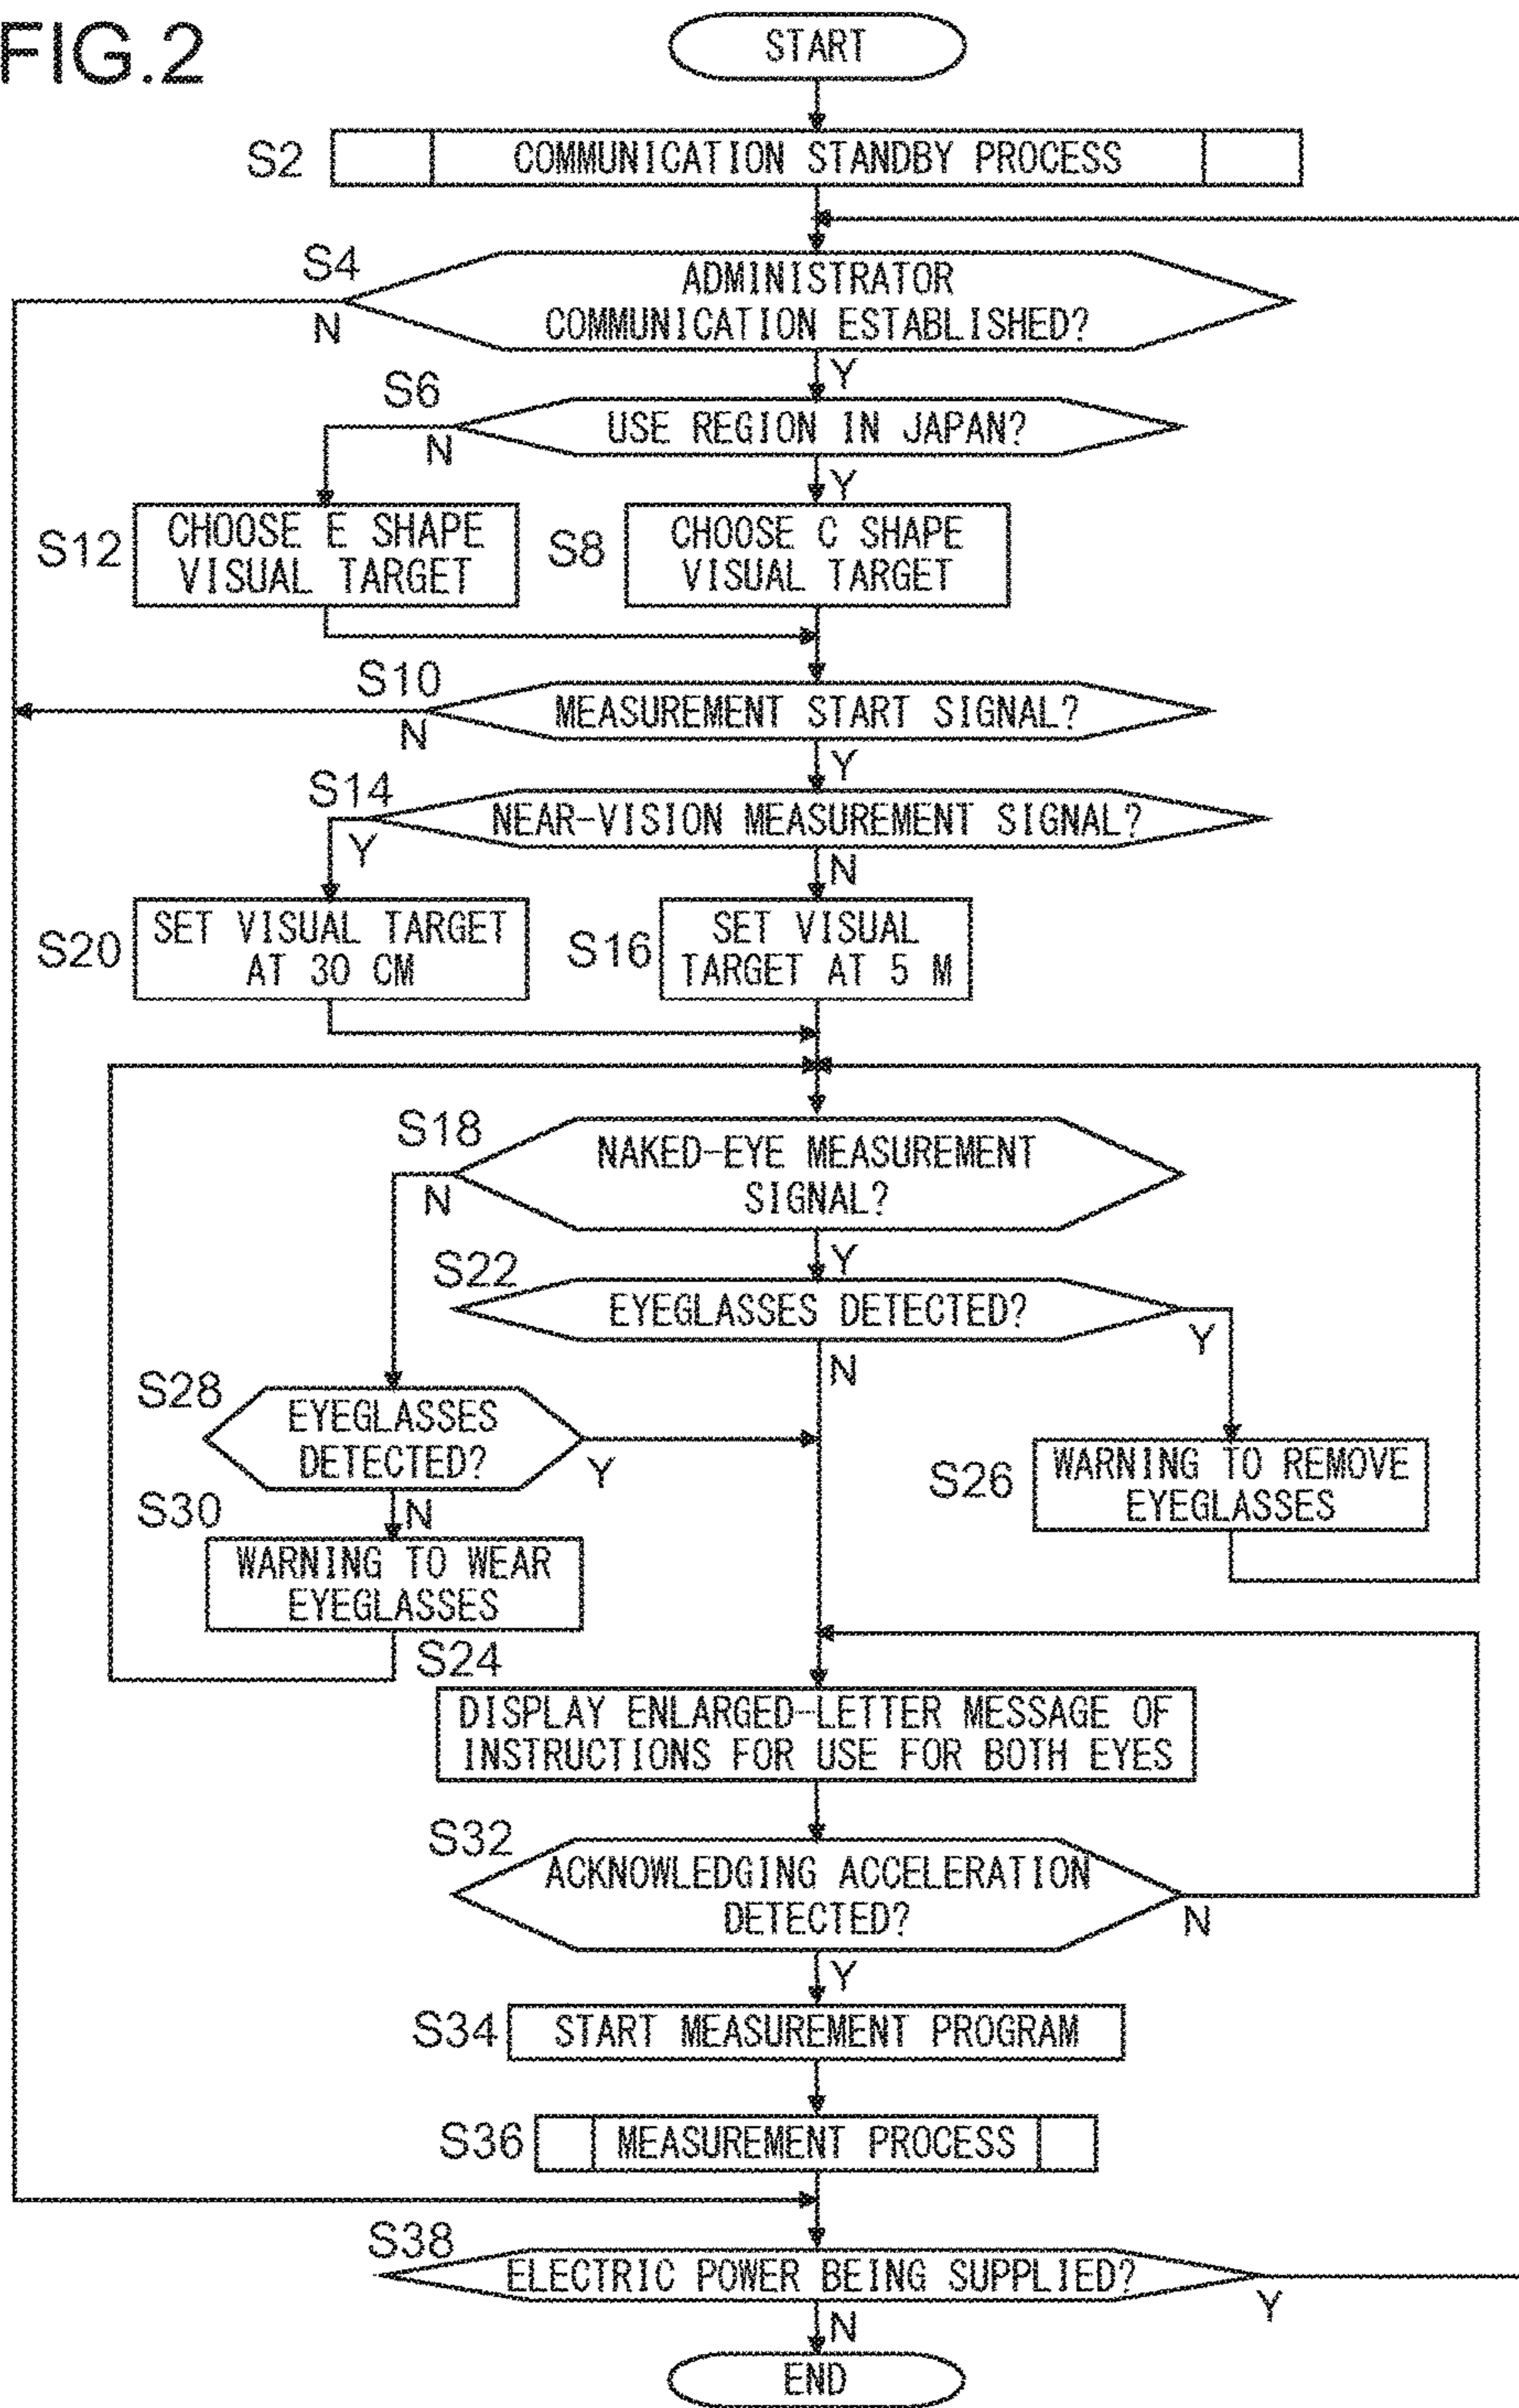 FIG.2
START
S2
COMMUNICATION STANDBY PROCESS
S4
ADMINISTRATOR
COMMUNICATION ESTABLISHED?
N
Y
S6
USE REGION IN JAPAN?
N
Y
S12
CHOOSE E SHAPE
VISUAL TARGET
S8
CHOOSE C SHAPE
VISUAL TARGET
S10
MEASUREMENT START SIGNAL?
N
Y
S14
NEAR-VISION MEASUREMENT SIGNAL?
Y
N
S20
SET VISUAL TARGET
AT 30 CM
S16
SET VISUAL
TARGET AT 5 M
S18
NAKED-EYE MEASUREMENT
SIGNAL?
N
Y
S22
EYEGLASSES DETECTED?
Y
N
S28
EYEGLASSES
DETECTED?
Y
N
S26
WARNING TO REMOVE
EYEGLASSES
S30
WARNING TO WEAR
EYEGLASSES
S24
DISPLAY ENLARGED-LETTER MESSAGE OF
INSTRUCTIONS FOR USE FOR BOTH EYES
S32
ACKNOWLEDGING ACCELERATION
DETECTED?
N
Y
S34
START MEASUREMENT PROGRAM
S36
MEASUREMENT PROCESS
S38
ELECTRIC POWER BEING SUPPLIED?
Y
N
END